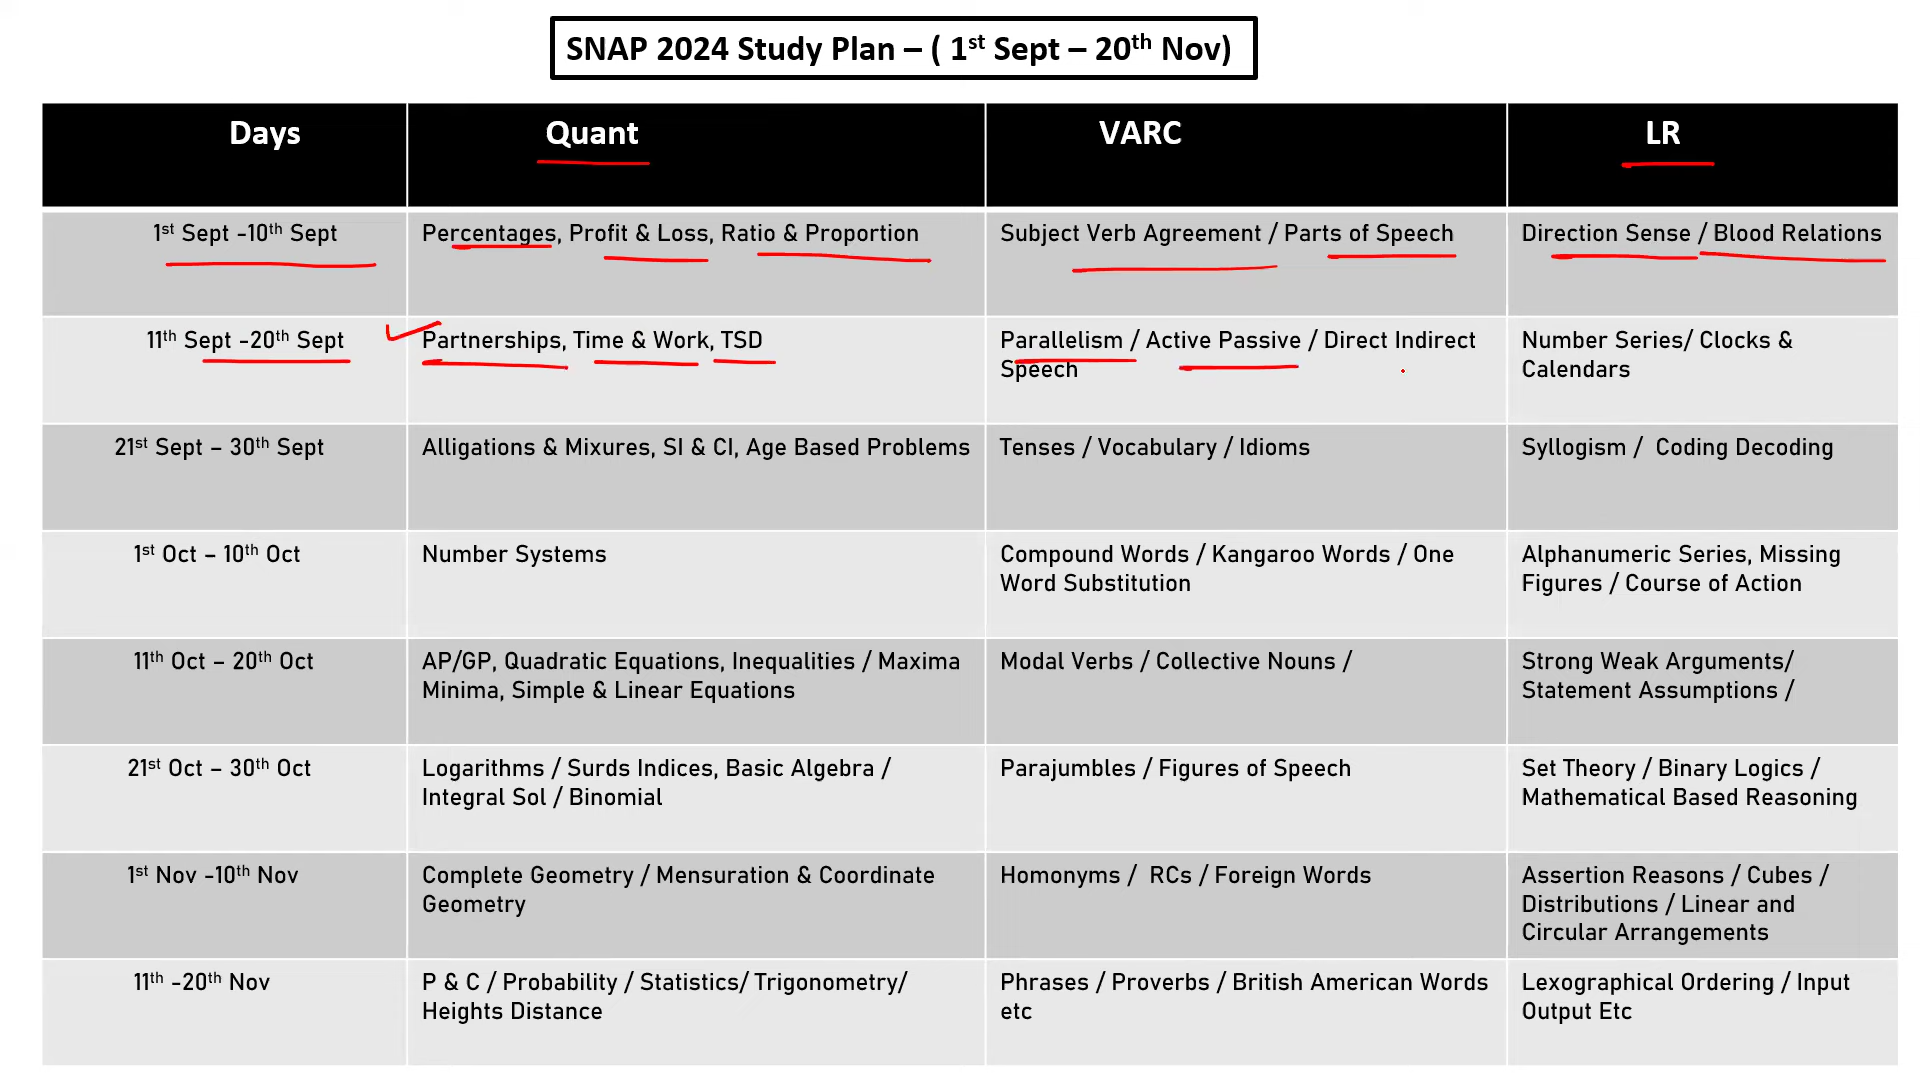 SNAP 2024 Study Plan – ( 1st Sept – 20th Nov)
Days Quant VARC LR
1st Sept -10th Sept Percentages, Profit & Loss, Ratio & Proportion Subject Verb Agreement / Parts of Speech Direction Sense / Blood Relations
11th Sept -20th Sept Partnerships, Time & Work, TSD Parallelism / Active Passive / Direct Indirect Number Series/ Clocks &
Speech Calendars
21st Sept – 30th Sept Alligations & Mixures, SI & CI, Age Based Problems Tenses / Vocabulary / Idioms Syllogism / Coding Decoding
1st Oct – 10th Oct Number Systems Compound Words / Kangaroo Words / One Alphanumeric Series, Missing
Word Substitution Figures / Course of Action
11th Oct – 20th Oct AP/GP, Quadratic Equations, Inequalities / Maxima Modal Verbs / Collective Nouns / Strong Weak Arguments/
Minima, Simple & Linear Equations Statement Assumptions /
21st Oct – 30th Oct Logarithms / Surds Indices, Basic Algebra / Parajumbles / Figures of Speech Set Theory / Binary Logics /
Integral Sol / Binomial Mathematical Based Reasoning
1st Nov -10th Nov Complete Geometry / Mensuration & Coordinate Homonyms / RCs / Foreign Words Assertion Reasons / Cubes /
Geometry Distributions / Linear and
Circular Arrangements
11th -20th Nov P & C / Probability / Statistics/ Trigonometry/ Phrases / Proverbs / British American Words Lexographical Ordering / Input
Heights Distance etc Output Etc